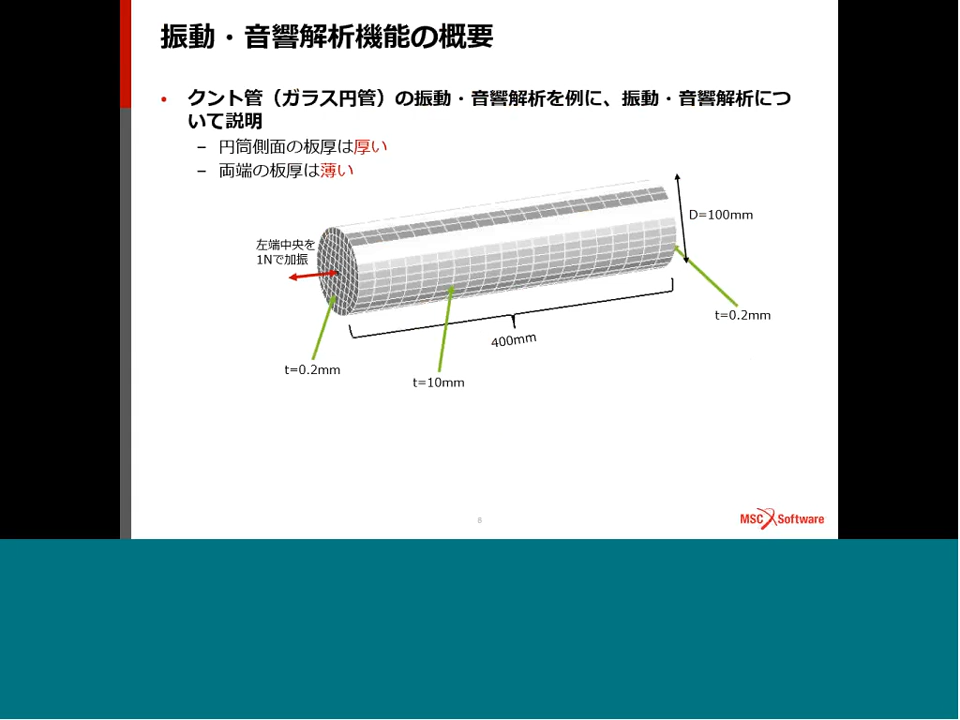 振動・音響解析機能の概要
• クント管（ガラス円管）の振動・音響解析を例に、振動・音響解析につ
いて説明
– 円筒側面の板厚は厚い
– 両端の板厚は薄い
D=100mm
左端中央を
1Nで加振
t=0.2mm
400mm
t=0.2mm
t=10mm
8
MSC Software